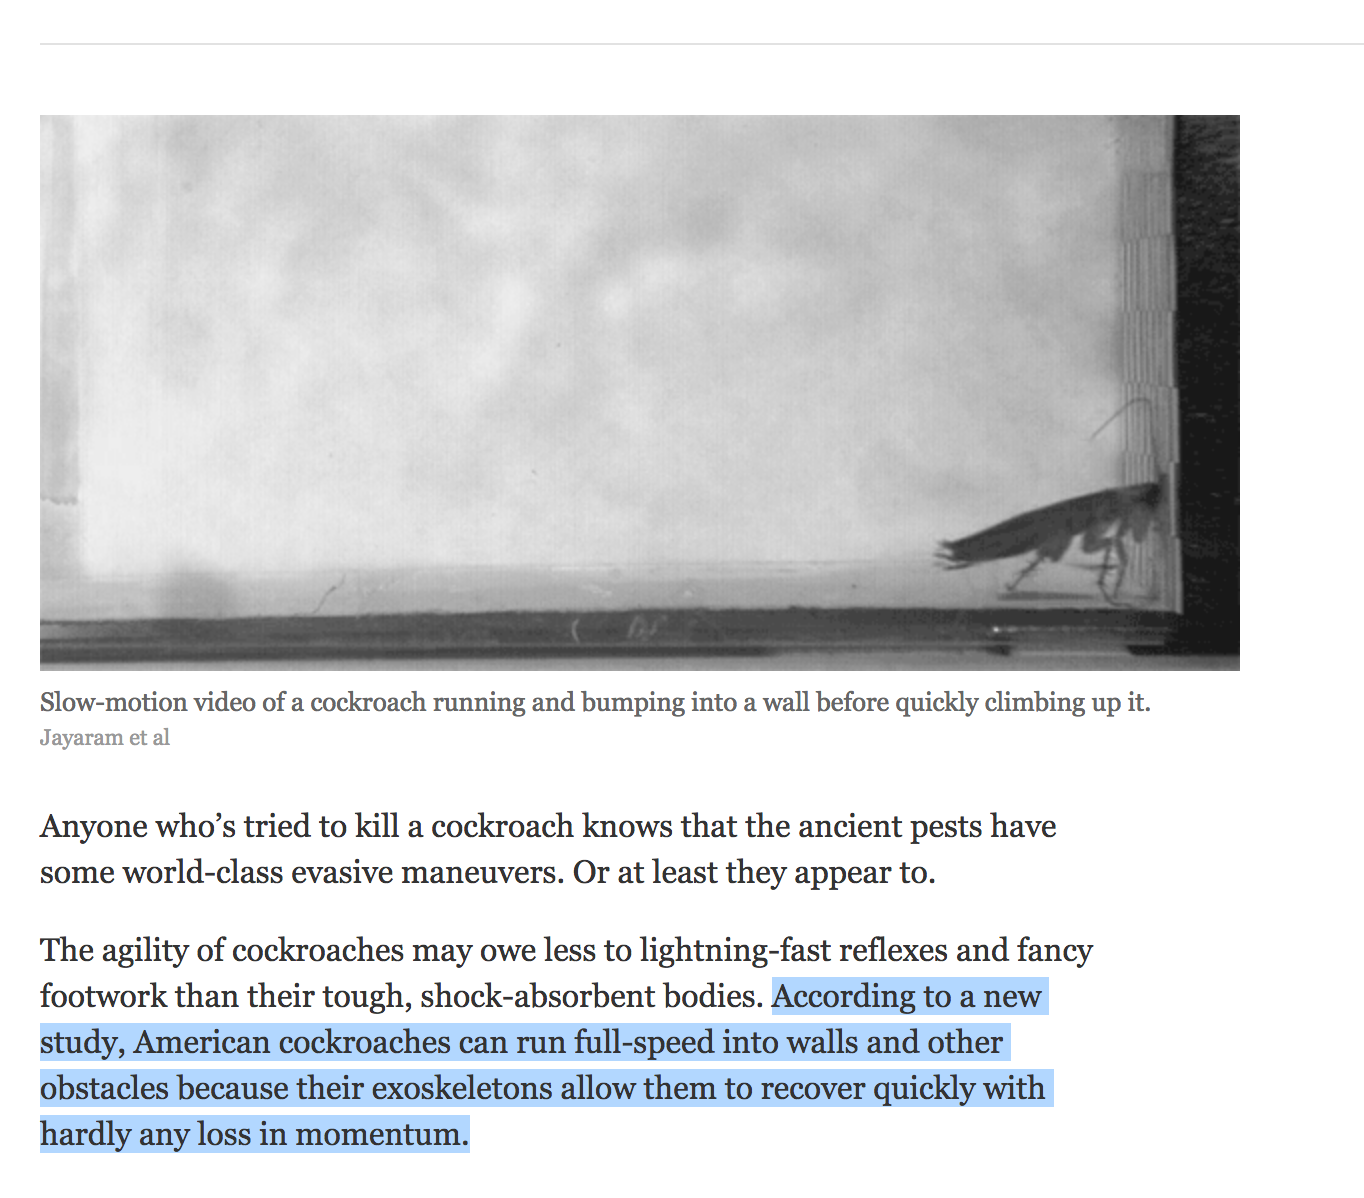 Slow-motion video of a cockroach running and bumping into a wall before quickly climbing up it.
Jayaram et al
Anyone who’s tried to kill a cockroach knows that the ancient pests have
some world-class evasive maneuvers. Or at least they appear to.
The agility of cockroaches may owe less to lightning-fast reflexes and fancy
footwork than their tough, shock-absorbent bodies. According to a new
study, American cockroaches can run full-speed into walls and other
obstacles because their exoskeletons allow them to recover quickly with
hardly any loss in momentum.